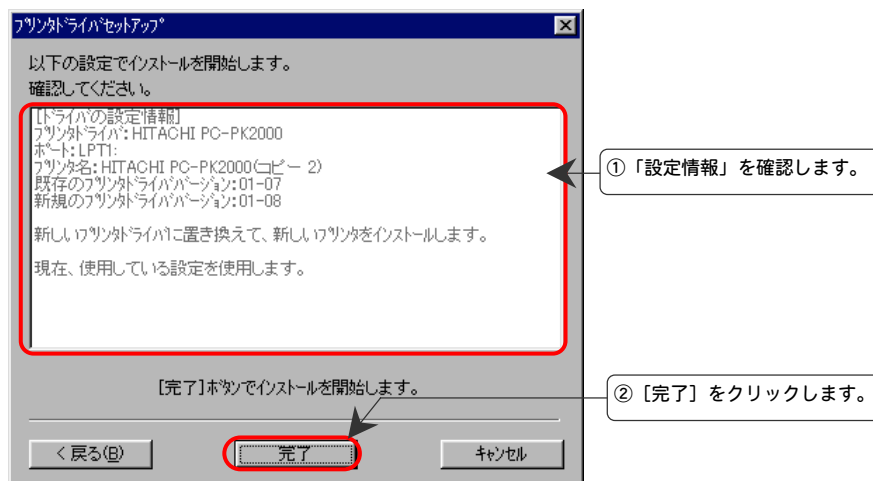 プリンタドライバセットアップ
以下の設定でインストールを開始します。
確認してください。
[ドライバの設定情報]
プリンタドライバ:HITACHI PC-PK2000
ポート:LPT1:
プリンタ名:HITACHI PC-PK2000(コピー 2)
既存のプリンタドライババージョン:01-07
新規のプリンタドライババージョン:01-08
新しいプリンタドライバに置き換えて、新しいプリンタをインストールします。
現在、使用している設定を使用します。
①「設定情報」を確認します。
[完了]ボタンでインストールを開始します。
②［完了］をクリックします。
< 戻る(B)
完了
キャンセル